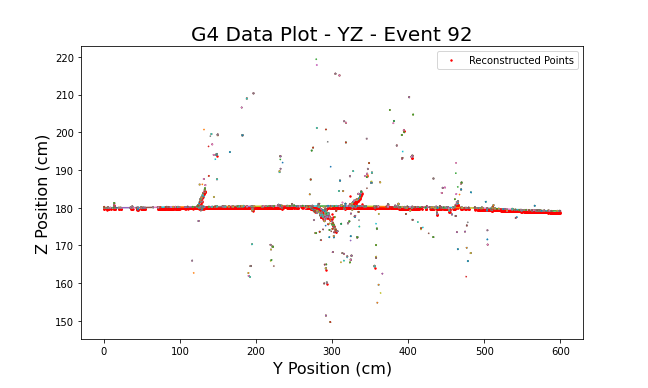 G4 Data Plot - YZ - Event 92
Reconstructed Points
220
210
200
190
180
170
160
150
Z Position (cm)
0 100 200 300 400 500 600
Y Position (cm)